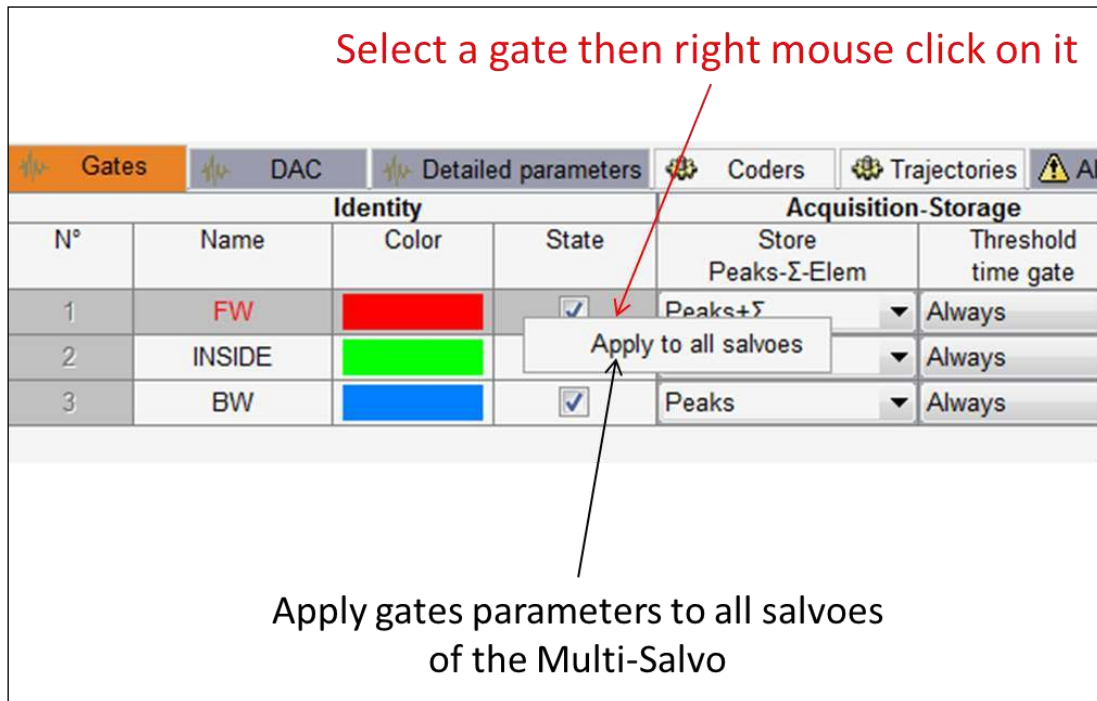 Select a gate then right mouse click on it
Gates DAC Detailed parameters Coders Trajectories
Identity Acquisition-Storage
N° Name Color State Store Threshold
Peaks-Σ-Elem time gate
1 FW Peaks+Σ Always
Apply to all salvoes
2 INSIDE Always
3 BW Peaks Always
Apply gates parameters to all salvoes
of the Multi-Salvo